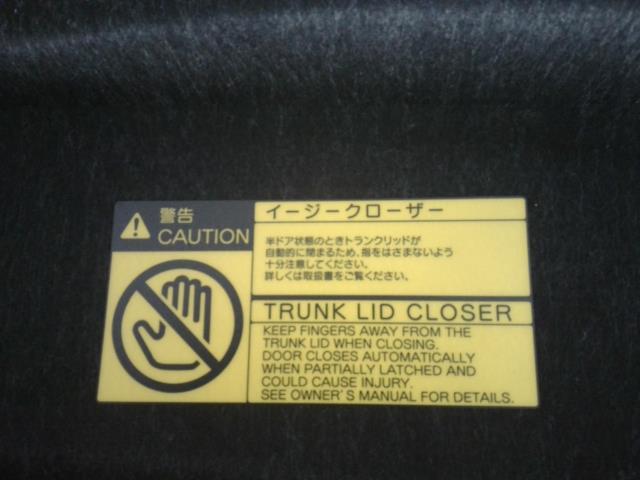 警告
CAUTION
イージークローザー
半ドア状態のときトランクリッドが
自動的に閉まるため、指をはさまないよう
十分注意してください。
詳しくは取扱書をご覧ください。
TRUNK LID CLOSER
KEEP FINGERS AWAY FROM THE
TRUNK LID WHEN CLOSING.
DOOR CLOSES AUTOMATICALLY
WHEN PARTIALLY LATCHED AND
COULD CAUSE INJURY.
SEE OWNER'S MANUAL FOR DETAILS.